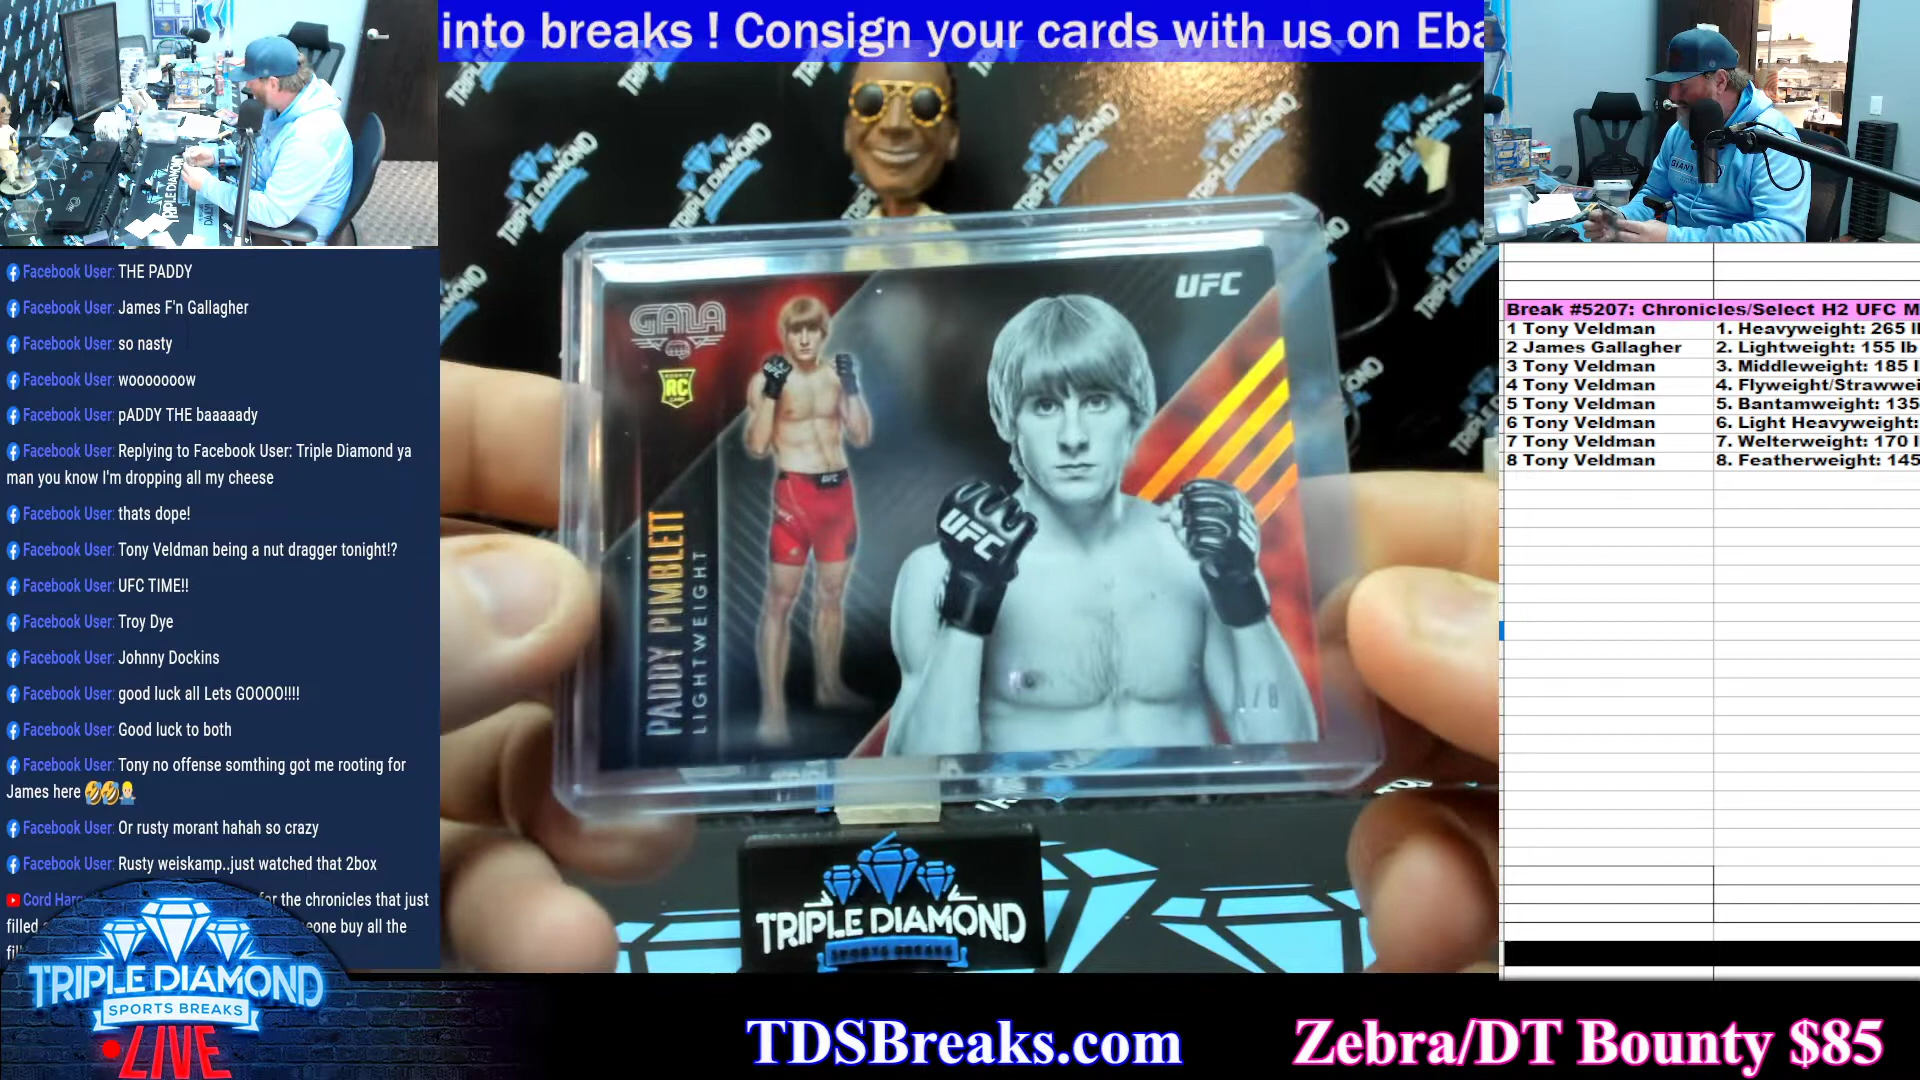 into breaks ! Consign your cards with us on Eba
Facebook User: THE PADDY
Facebook User: James F'n Gallagher
Facebook User: so nasty
Facebook User: wooooooow
Facebook User: pADDY THE baaaaady
Facebook User: Replying to Facebook User: Triple Diamond ya
man you know I'm dropping all my cheese
Facebook User: thats dope!
Facebook User: Tony Veldman being a nut dragger tonight!?
Facebook User: UFC TIME!!
Facebook User: Troy Dye
Facebook User: Johnny Dockins
Facebook User: good luck all Lets GOOOO!!!!
Facebook User: Good luck to both
Facebook User: Tony no offense somthing got me rooting for
James here 🤣🤣
Facebook User: Or rusty morant hahah so crazy
Facebook User: Rusty weiskamp..just watched that 2box
Cord Har
for the chronicles that just
filled
eone buy all the
TRIPLE DIAMOND
SPORTS BREAKS
LIVE
GALA
ROOKIE
RC
CARD
UFC
UFC
PADDY PIMBLETT
LIGHTWEIGHT
TRIPLE DIAMOND
SPORTS BREAKS
Break #5207: Chronicles/Select H2 UFC M
1 Tony Veldman 1. Heavyweight: 265 l
2 James Gallagher 2. Lightweight: 155 lb
3 Tony Veldman 3. Middleweight: 185 l
4 Tony Veldman 4. Flyweight/Strawwei
5 Tony Veldman 5. Bantamweight: 135
6 Tony Veldman 6. Light Heavyweight:
7 Tony Veldman 7. Welterweight: 170 l
8 Tony Veldman 8. Featherweight: 145
TDSBreaks.com
Zebra/DT Bounty $85